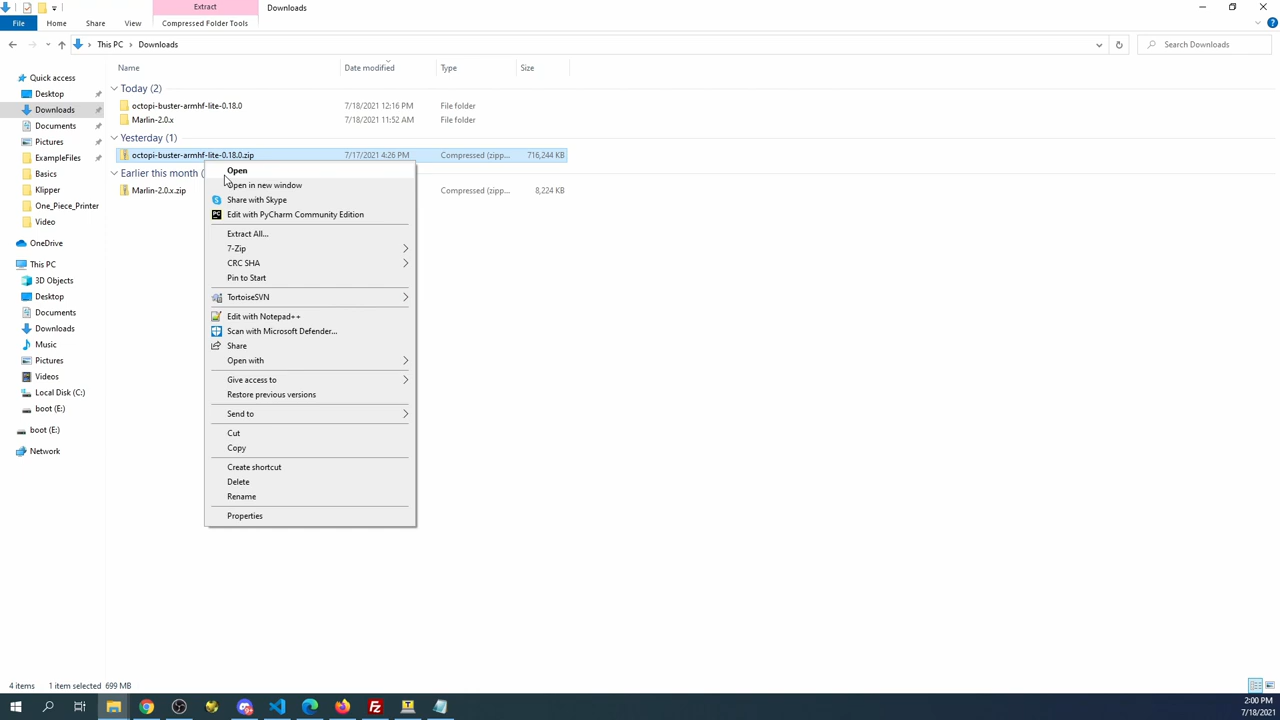 Extract
Downloads
File
Home
Share
View
Compressed Folder Tools
This PC
Downloads
Search Downloads
Name
Date modified
Type
Size
Quick access
Desktop
Downloads
Documents
Pictures
ExampleFiles
Basics
Klipper
One_Piece_Printer
Video
OneDrive
This PC
3D Objects
Desktop
Documents
Downloads
Music
Pictures
Videos
Local Disk (C:)
boot (E:)
boot (E:)
Network
Today (2)
octopi-buster-armhf-lite-0.18.0 7/18/2021 12:16 PM File folder
Marlin-2.0.x 7/18/2021 11:52 AM File folder
Yesterday (1)
octopi-buster-armhf-lite-0.18.0.zip 7/17/2021 4:26 PM Compressed (zipp... 716,244 KB
Earlier this month (
Marlin-2.0.x.zip Compressed (zipp... 8,224 KB
Open
Open in new window
Share with Skype
PC Edit with PyCharm Community Edition
Extract All...
7-Zip
CRC SHA
Pin to Start
TortoiseSVN
Edit with Notepad++
Scan with Microsoft Defender...
Share
Open with
Give access to
Restore previous versions
Send to
Cut
Copy
Create shortcut
Delete
Rename
Properties
4 items 1 item selected 699 MB
2:00 PM
7/18/2021